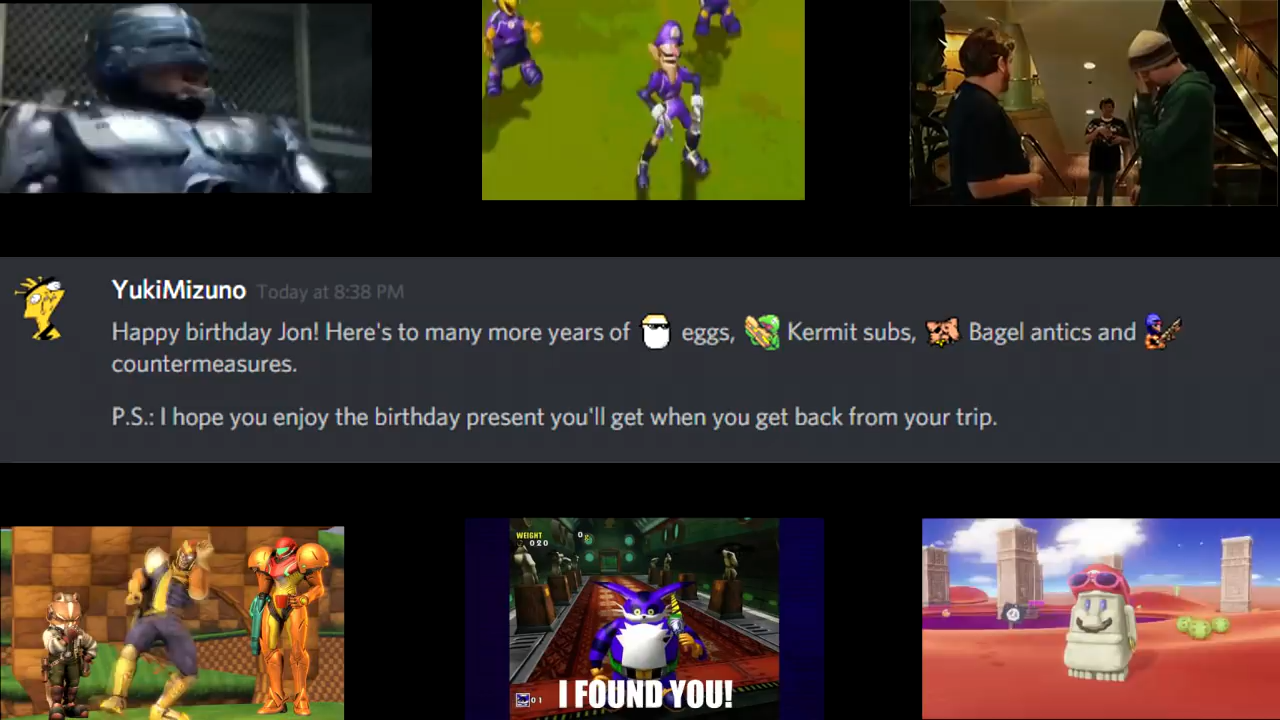 YukiMizuno Today at 8:38 PM
Happy birthday Jon! Here's to many more years of eggs, Kermit subs, Bagel antics and
countermeasures.
P.S.: I hope you enjoy the birthday present you'll get when you get back from your trip.
WEIGHT 0
020
01
I FOUND YOU!